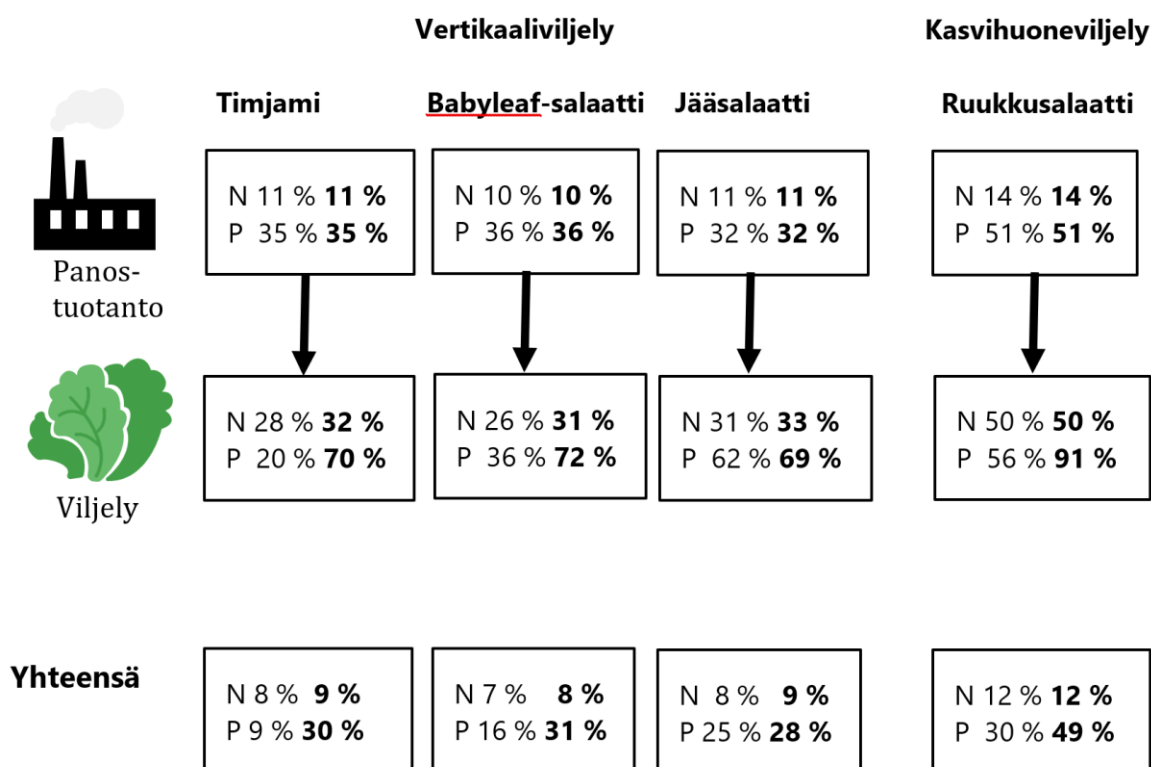 Vertikaaliviljely Kasvihuoneviljely
Timjami Babyleaf-salaatti Jääsalaatti Ruukkusalaatti
N 11 % 11 % N 10 % 10 % N 11 % 11 % N 14 % 14 %
P 35 % 35 % P 36 % 36 % P 32 % 32 % P 51 % 51 %
Panos-
tuotanto
N 28 % 32 % N 26 % 31 % N 31 % 33 % N 50 % 50 %
P 20 % 70 % P 36 % 72 % P 62 % 69 % P 56 % 91 %
Viljely
Yhteensä
N 8 % 9 % N 7 % 8 % N 8 % 9 % N 12 % 12 %
P 9 % 30 % P 16 % 31 % P 25 % 28 % P 30 % 49 %